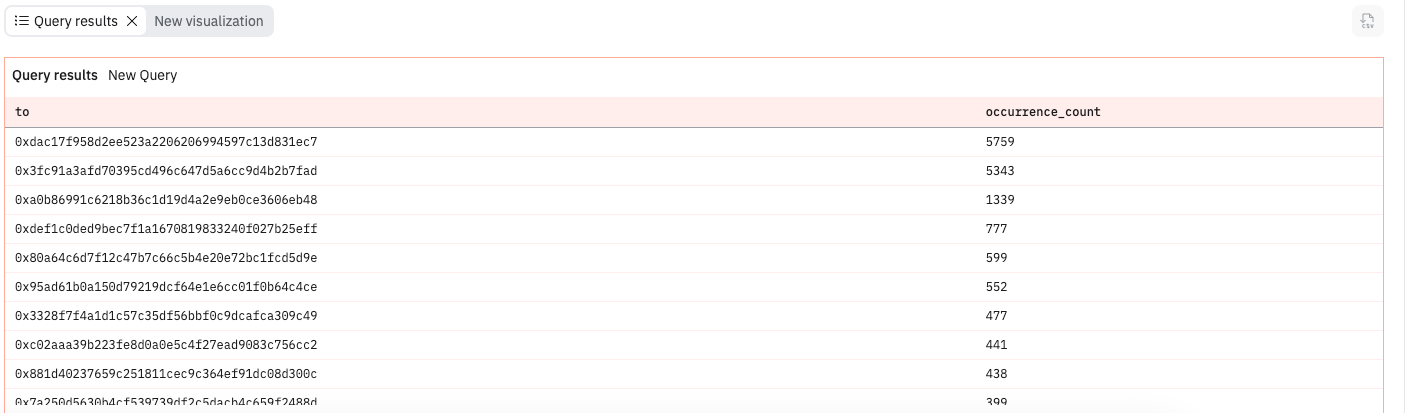 Query results New visualization
CSV
Query results New Query
to occurrence_count
0xdac17f958d2ee523a2206206994597c13d831ec7 5759
0x3fc91a3afd70395cd496c647d5a6cc9d4b2b7fad 5343
0xa0b86991c6218b36c1d19d4a2e9eb0ce3606eb48 1339
0xdef1c0ded9bec7f1a1670819833240f027b25eff 777
0x80a64c6d7f12c47b7c66c5b4e20e72bc1fcd5d9e 599
0x95ad61b0a150d79219dcf64e1e6cc01f0b64c4ce 552
0x3328f7f4a1d1c57c35df56bbf0c9dcafca309c49 477
0xc02aaa39b223fe8d0a0e5c4f27ead9083c756cc2 441
0x881d40237659c251811cec9c364ef91dc08d300c 438
0x7a250d5630b4cf539739df2c5dacb4c659f2488d 399